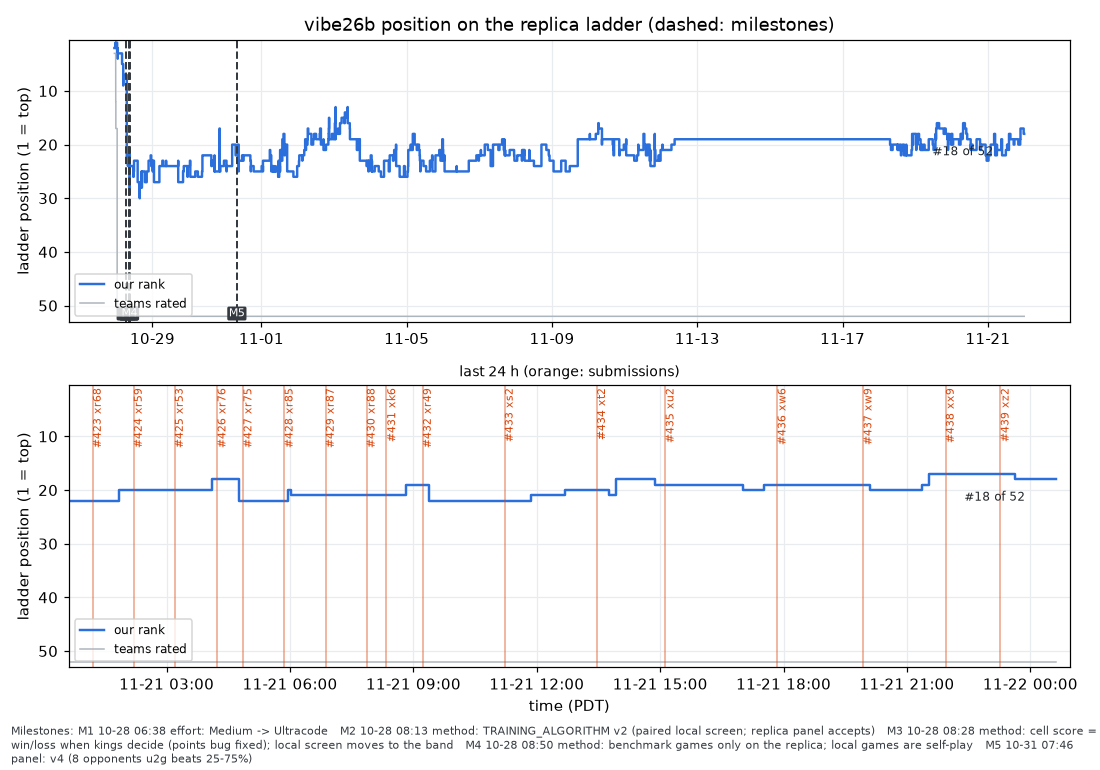 vibe26b position on the replica ladder (dashed: milestones)
ladder position (1 = top)
10
20
30
40
50
#18 of 52
our rank
teams rated
M4
M5
10-29
11-01
11-05
11-09
11-13
11-17
11-21
last 24 h (orange: submissions)
ladder position (1 = top)
10
20
30
40
50
#423 xr68
#424 xr59
#425 xr53
#426 xr76
#427 xr75
#428 xr85
#429 xr87
#430 xr88
#431 xk6
#432 xr49
#433 xs2
#434 xt2
#435 xu2
#436 xw6
#437 xw9
#438 xx9
#439 xz2
#18 of 52
our rank
teams rated
11-21 03:00
11-21 06:00
11-21 09:00
11-21 12:00
11-21 15:00
11-21 18:00
11-21 21:00
11-22 00:00
time (PDT)
Milestones: M1 10-28 06:38 effort: Medium -> Ultracode M2 10-28 08:13 method: TRAINING_ALGORITHM v2 (paired local screen; replica panel accepts) M3 10-28 08:28 method: cell score =
win/loss when kings decide (points bug fixed); local screen moves to the band M4 10-28 08:50 method: benchmark games only on the replica; local games are self-play M5 10-31 07:46
panel: v4 (8 opponents u2g beats 25-75%)